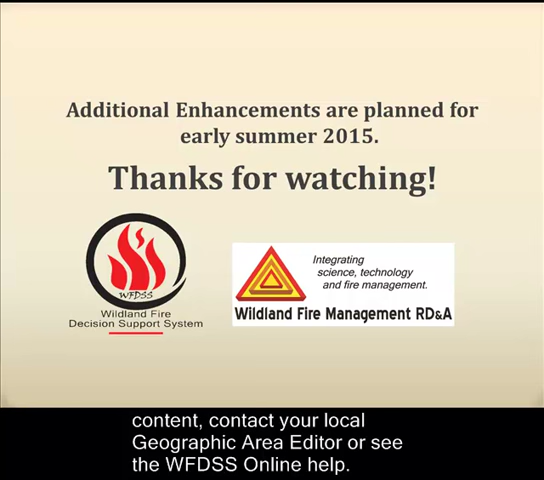 Additional Enhancements are planned for
early summer 2015.
Thanks for watching!
WFDSS
Wildland Fire
Decision Support System
Integrating
science, technology
and fire management.
Wildland Fire Management RD&A
content, contact your local
Geographic Area Editor or see
the WFDSS Online help.